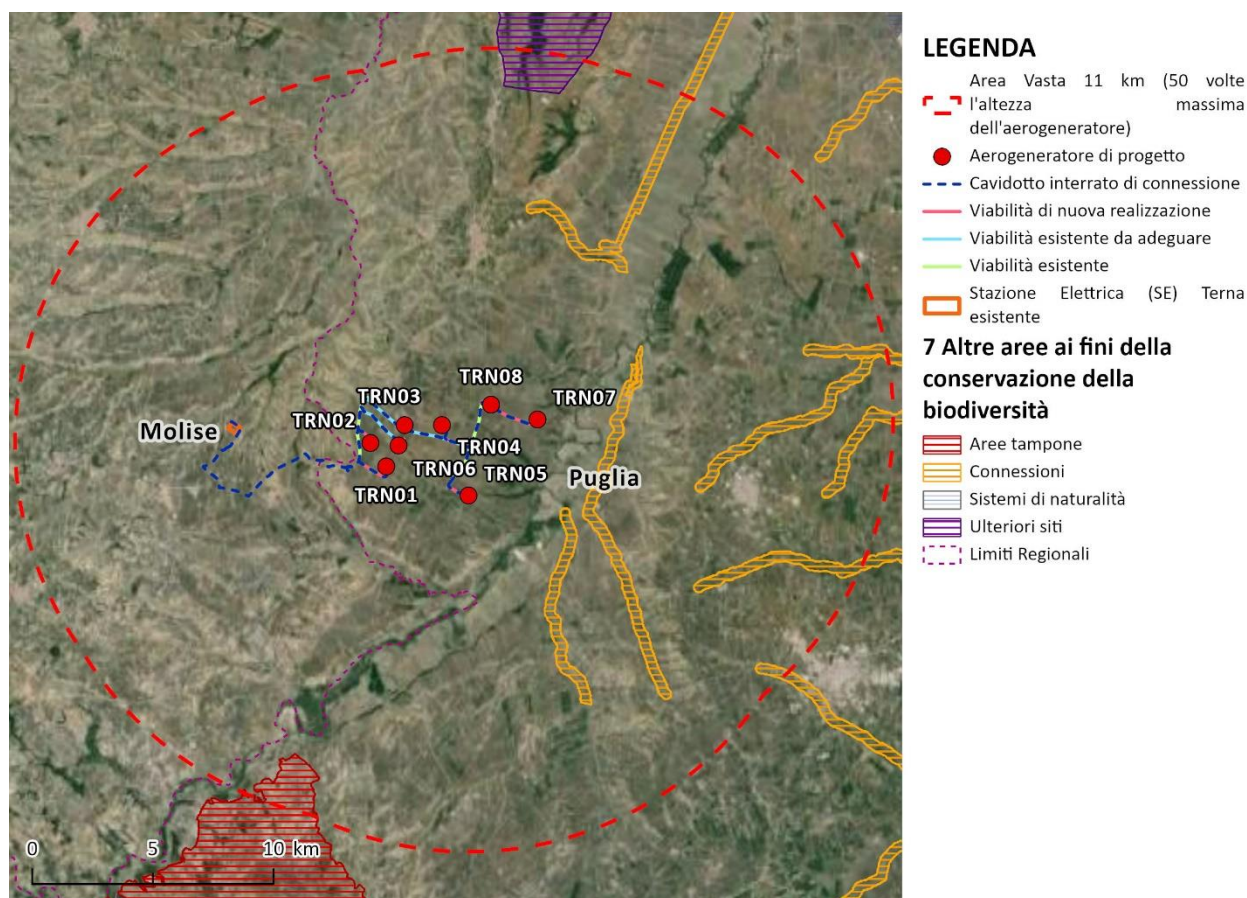 TRN08
TRN03
TRN07
TRN02
Molise
TRN04
TRN06
TRN05
Puglia
TRN01
0 5 10 km
LEGENDA
Area Vasta 11 km (50 volte
l'altezza massima
dell'aerogeneratore)
Aerogeneratore di progetto
Cavidotto interrato di connessione
Viabilità di nuova realizzazione
Viabilità esistente da adeguare
Viabilità esistente
Stazione Elettrica (SE) Terna
esistente
7 Altre aree ai fini della
conservazione della
biodiversità
Aree tampone
Connessioni
Sistemi di naturalità
Ulteriori siti
Limiti Regionali